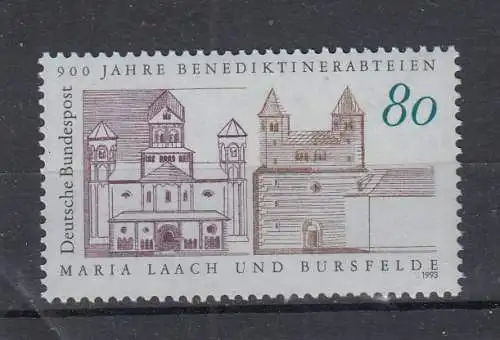 900 JAHRE BENEDIKTINERABTEIEN
Deutsche Bundespost
80
MARIA LAACH UND BURSFELDE
1993